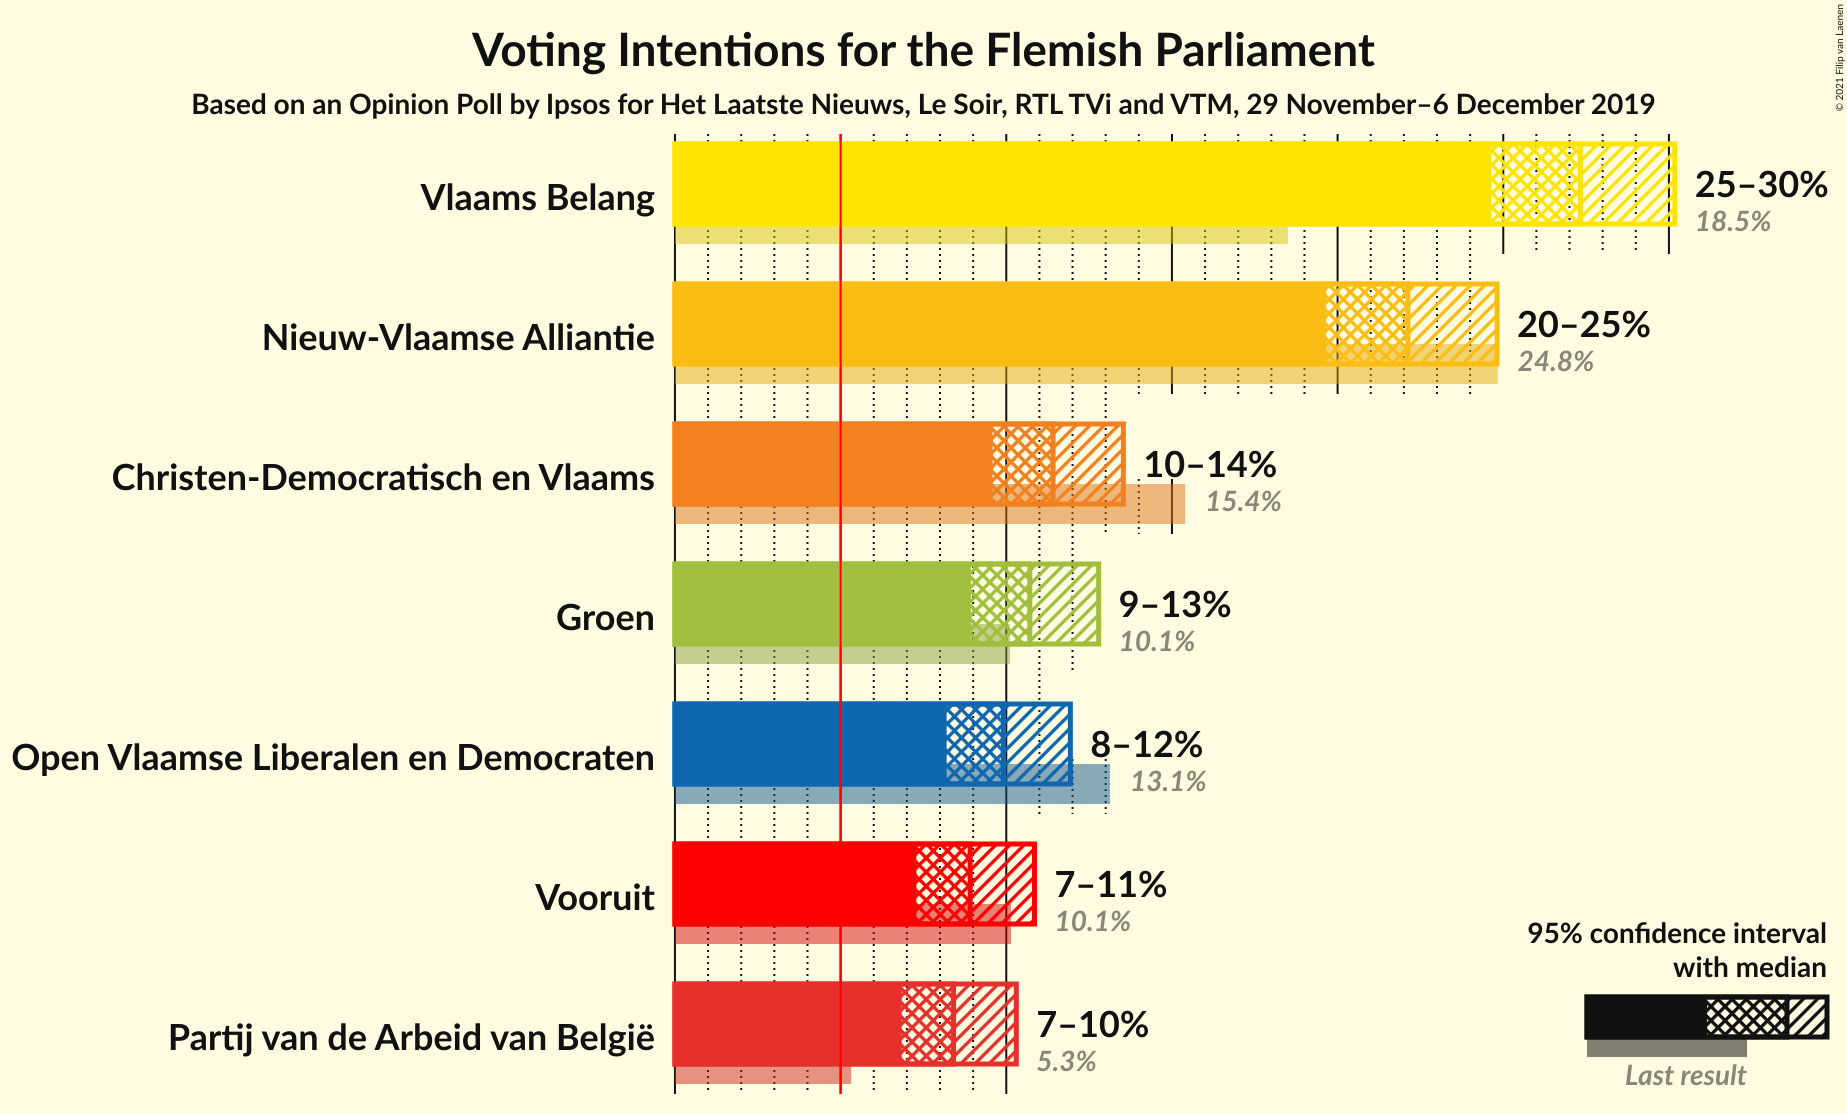 Voting Intentions for the Flemish Parliament
Based on an Opinion Poll by Ipsos for Het Laatste Nieuws, Le Soir, RTL TVi and VTM, 29 November–6 December 2019
© 2021 Filip van Laenen
Vlaams Belang
25–30%
18.5%
Nieuw-Vlaamse Alliantie
20–25%
24.8%
Christen-Democratisch en Vlaams
10–14%
15.4%
Groen
9–13%
10.1%
Open Vlaamse Liberalen en Democraten
8–12%
13.1%
Vooruit
7–11%
10.1%
Partij van de Arbeid van België
7–10%
5.3%
95% confidence interval
with median
Last result